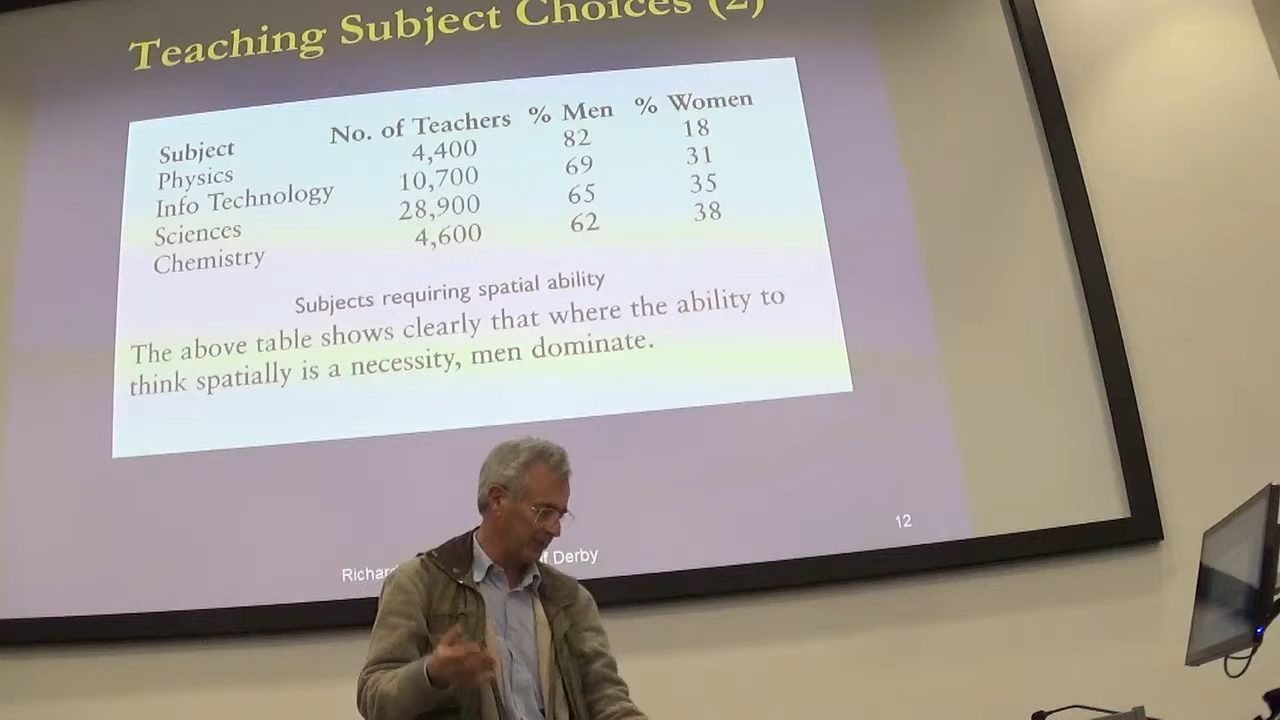 Teaching Subject Choices (2)
Subject No. of Teachers % Men % Women
Physics 4,400 82 18
Info Technology 10,700 69 31
Sciences 28,900 65 35
Chemistry 4,600 62 38
Subjects requiring spatial ability
The above table shows clearly that where the ability to
think spatially is a necessity, men dominate.
12
Derby